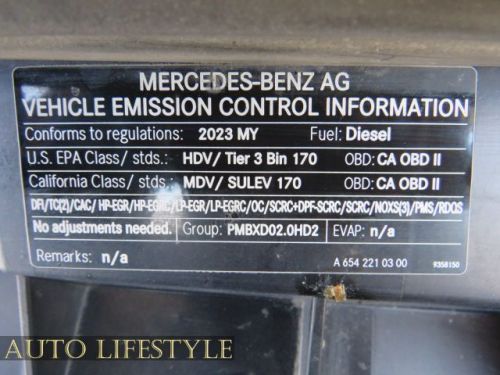 MERCEDES-BENZ AG
VEHICLE EMISSION CONTROL INFORMATION
Conforms to regulations: 2023 MY Fuel: Diesel
U.S. EPA Class/ stds.: HDV/ Tier 3 Bin 170 OBD: CA OBD II
California Class/ stds.: MDV/ SULEV 170 OBD: CA OBD II
DFI/TC(2)/CAC/ HP-EGR/HP-EGRC/LP-EGR/LP-EGRC/OC/SCRC+DPF-SCRC/SCRC/NOXS(3)/PMS/RDQS
No adjustments needed. Group: PMBXD02.0HD2 EVAP: n/a
Remarks: n/a A 654 221 03 00 9358150
AUTO LIFESTYLE